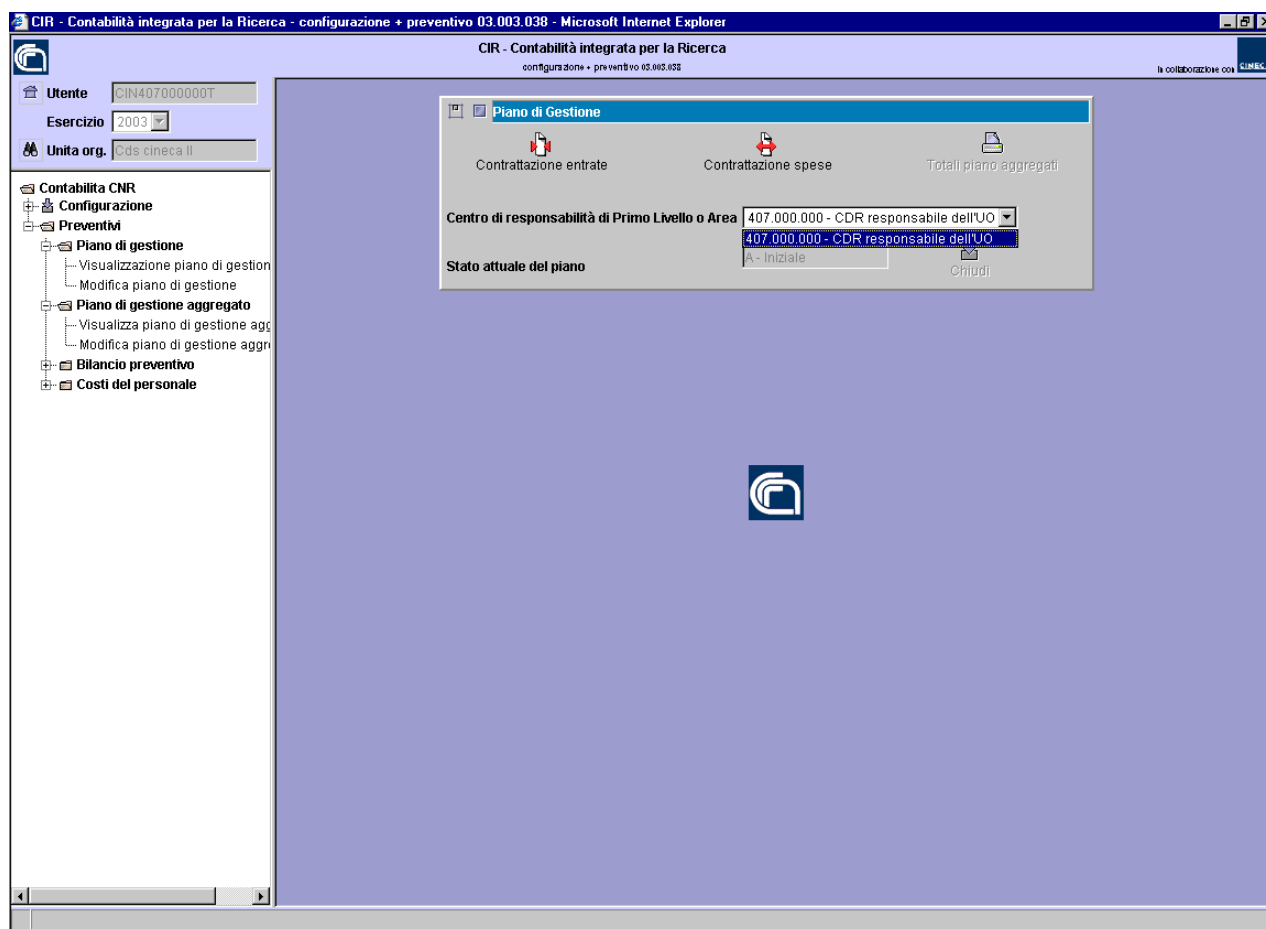 CIR - Contabilità integrata per la Ricerca - configurazione + preventivo 03.003.038 - Microsoft Internet Explorer
CIR - Contabilità integrata per la Ricerca
configurazione + preventivo 03.003.038
In collaborazione con CINEC
Utente CIN407000000T
Esercizio 2003
Unita org. Cds cineca II
Contabilita CNR
Configurazione
Preventivi
Piano di gestione
Visualizzazione piano di gestion
Modifica piano di gestione
Piano di gestione aggregato
Visualizza piano di gestione agg
Modifica piano di gestione aggre
Bilancio preventivo
Costi del personale
Piano di Gestione
Contrattazione entrate Contrattazione spese Totali piano aggregati
Centro di responsabilità di Primo Livello o Area 407.000.000 - CDR responsabile dell'UO
407.000.000 - CDR responsabile dell'UO
Stato attuale del piano A - Iniziale Chiudi